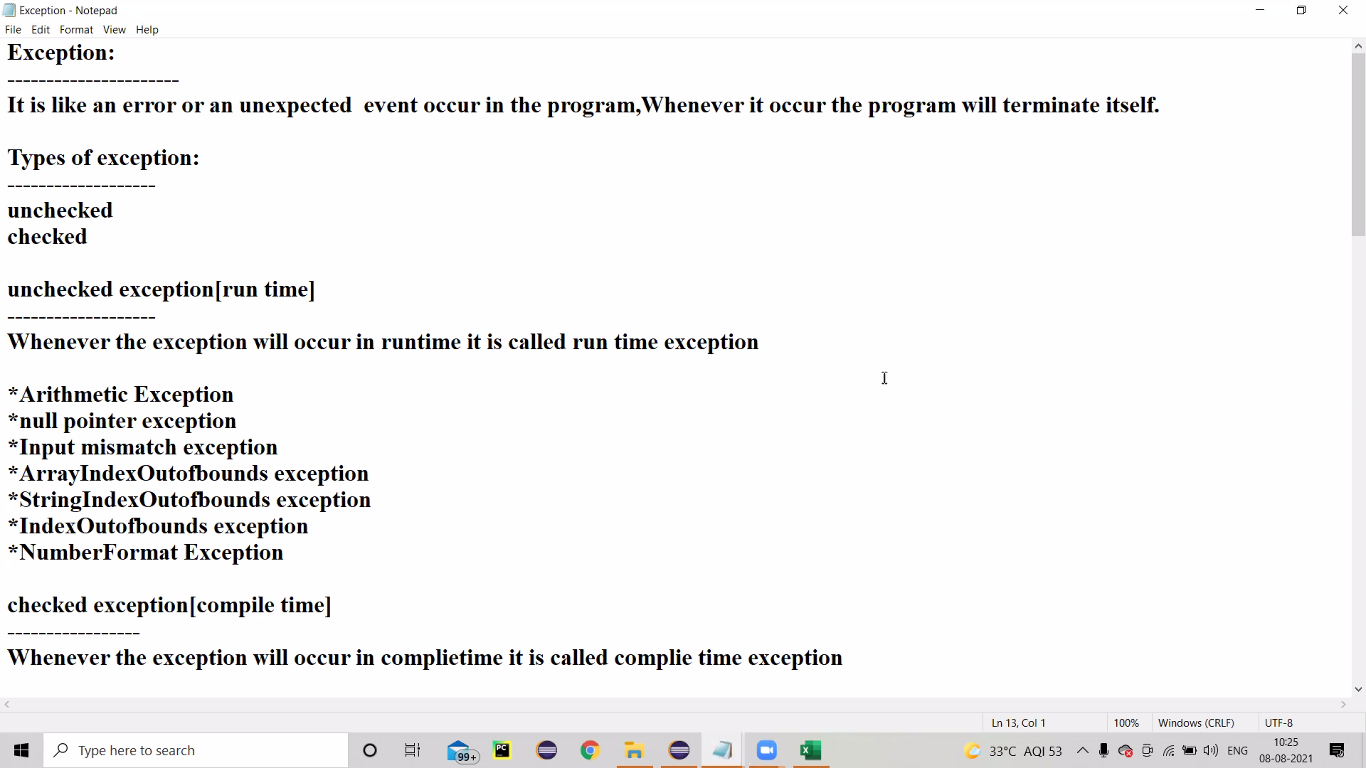 Exception - Notepad
File Edit Format View Help
Exception:
----------------------
It is like an error or an unexpected  event occur in the program,Whenever it occur the program will terminate itself.
Types of exception:
-------------------
unchecked
checked
unchecked exception[run time]
-------------------
Whenever the exception will occur in runtime it is called run time exception
*Arithmetic Exception
*null pointer exception
*Input mismatch exception
*ArrayIndexOutofbounds exception
*StringIndexOutofbounds exception
*IndexOutofbounds exception
*NumberFormat Exception
checked exception[compile time]
-----------------
Whenever the exception will occur in complietime it is called complie time exception
Ln 13, Col 1 100% Windows (CRLF) UTF-8
Type here to search 99+ PC 33°C AQI 53 ENG 10:25
08-08-2021